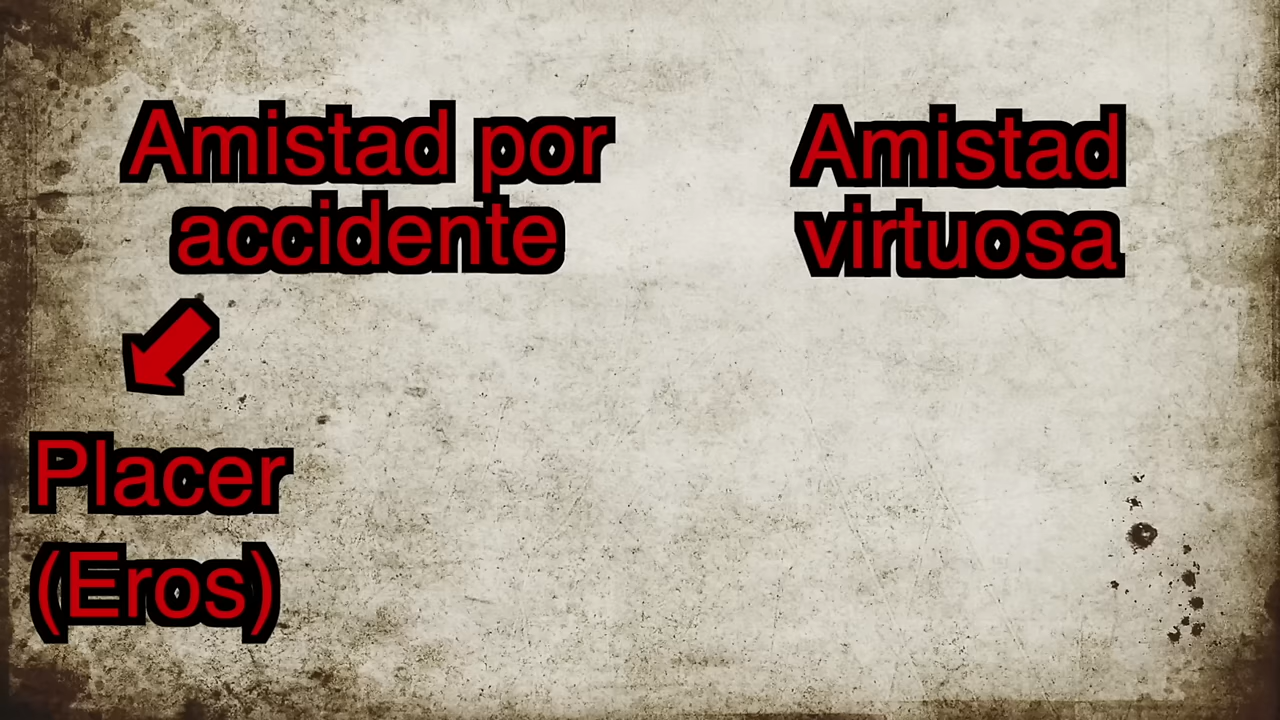 Amistad por
accidente
Amistad
virtuosa
Placer
(Eros)